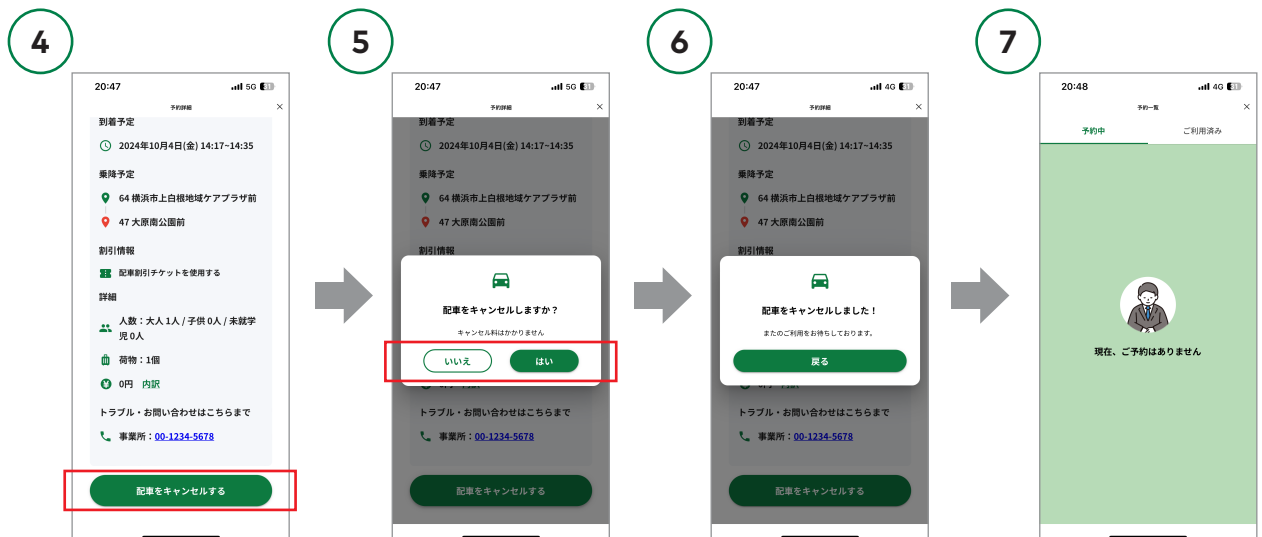 4
20:47
5G 31
予約詳細
×
到着予定
2024年10月4日(金) 14:17~14:35
乗降予定
64 横浜市上白根地域ケアプラザ前
47 大原南公園前
割引情報
配車割引チケットを使用する
詳細
人数：大人 1人 / 子供 0人 / 未就学
児 0人
荷物：1個
0円 内訳
トラブル・お問い合わせはこちらまで
事業所：00-1234-5678
配車をキャンセルする
5
20:47
5G 31
予約詳細
×
到着予定
2024年10月4日(金) 14:17~14:35
乗降予定
64 横浜市上白根地域ケアプラザ前
47 大原南公園前
割引情報
配車をキャンセルしますか？
キャンセル料はかかりません
いいえ はい
トラブル・お問い合わせはこちらまで
事業所：00-1234-5678
配車をキャンセルする
6
20:47
4G 31
予約詳細
×
到着予定
2024年10月4日(金) 14:17~14:35
乗降予定
64 横浜市上白根地域ケアプラザ前
47 大原南公園前
割引情報
配車をキャンセルしました！
またのご利用をお待ちしております。
戻る
トラブル・お問い合わせはこちらまで
事業所：00-1234-5678
配車をキャンセルする
7
20:48
4G 31
予約一覧
×
予約中 ご利用済み
現在、ご予約はありません